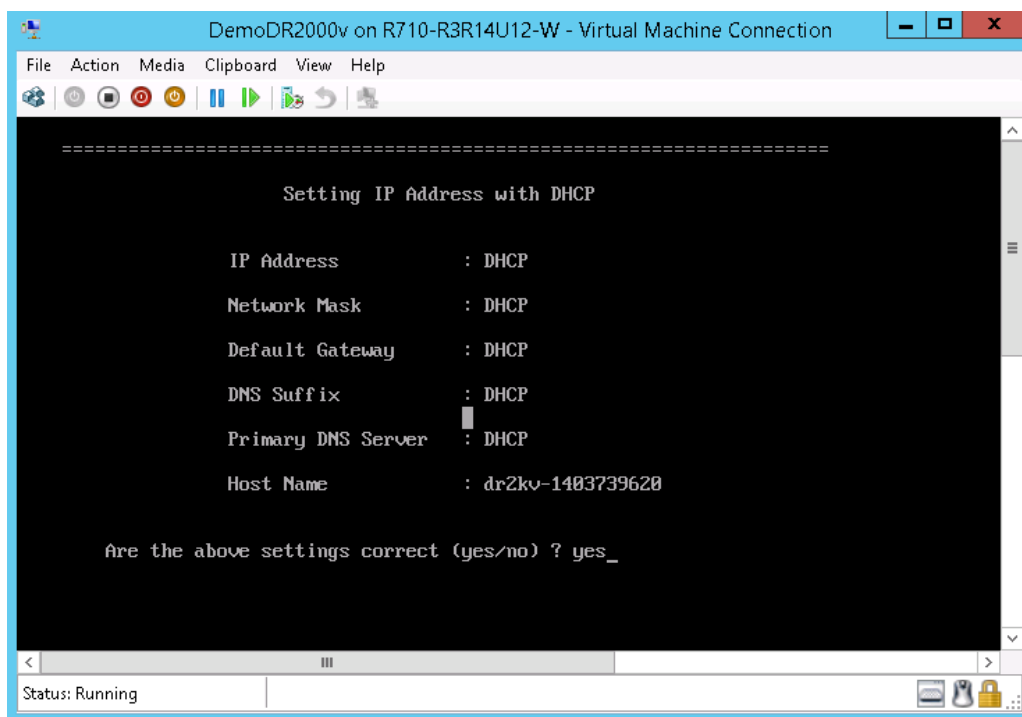 DemoDR2000v on R710-R3R14U12-W - Virtual Machine Connection
File Action Media Clipboard View Help
=====================================================================
Setting IP Address with DHCP
IP Address : DHCP
Network Mask : DHCP
Default Gateway : DHCP
DNS Suffix : DHCP
Primary DNS Server : DHCP
Host Name : dr2kv-1403739620
Are the above settings correct (yes/no) ? yes_
Status: Running